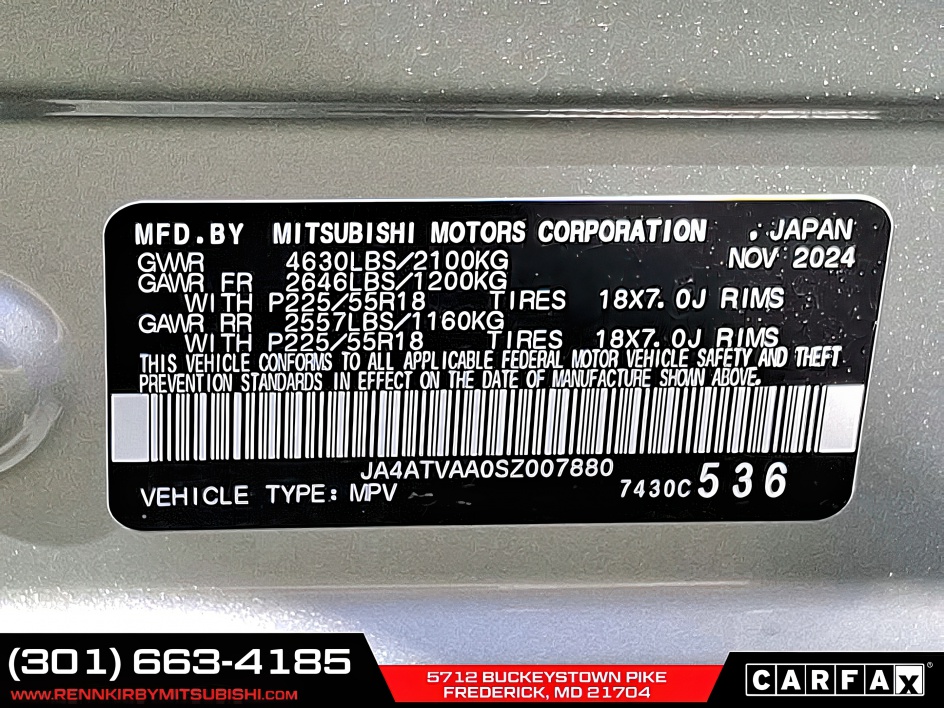 MFD.BY MITSUBISHI MOTORS CORPORATION JAPAN
NOV 2024
GVWR 4630LBS/2100KG
GAWR FR 2646LBS/1200KG
WITH P225/55R18 TIRES 18X7.0J RIMS
GAWR RR 2557LBS/1160KG
WITH P225/55R18 TIRES 18X7.0J RIMS
THIS VEHICLE CONFORMS TO ALL APPLICABLE FEDERAL MOTOR VEHICLE SAFETY AND THEFT
PREVENTION STANDARDS IN EFFECT ON THE DATE OF MANUFACTURE SHOWN ABOVE.
JA4ATVAA0SZ007880
VEHICLE TYPE: MPV 7430C 536
(301) 663-4185
WWW.RENNKIRBYMITSUBISHI.COM
5712 BUCKEYSTOWN PIKE
FREDERICK, MD 21704
CARFAX®